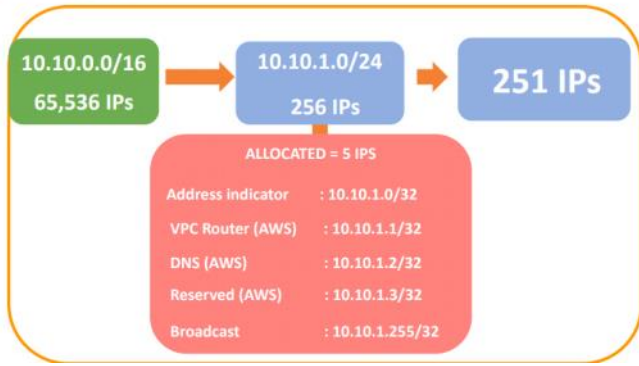 10.10.0.0/16
65,536 IPs
10.10.1.0/24
256 IPs
251 IPs
ALLOCATED = 5 IPS
Address indicator : 10.10.1.0/32
VPC Router (AWS) : 10.10.1.1/32
DNS (AWS) : 10.10.1.2/32
Reserved (AWS) : 10.10.1.3/32
Broadcast : 10.10.1.255/32